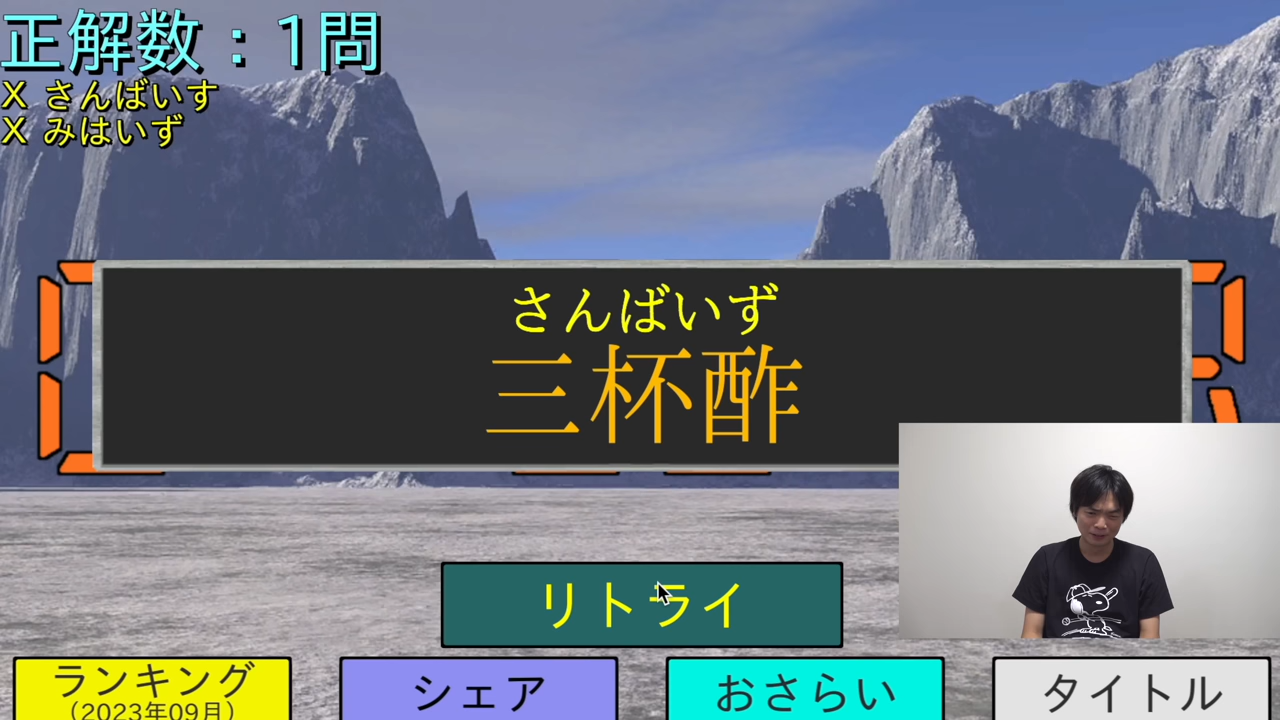 正解数：1問
X さんばいす
X みはいず
さんばいず
三杯酢
リトライ
ランキング
（2023年09月）
シェア
おさらい
タイトル